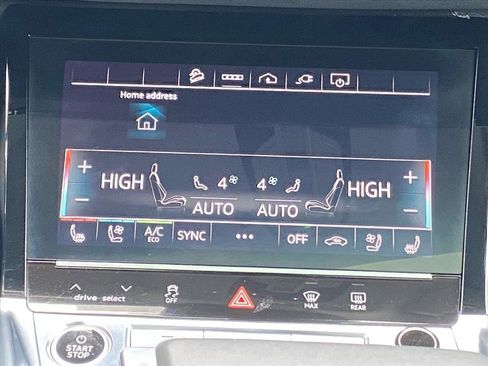 Home address
+ HIGH 4 4 HIGH +
- AUTO AUTO -
A/C ECO SYNC ••• OFF
drive select OFF MAX REAR
START STOP